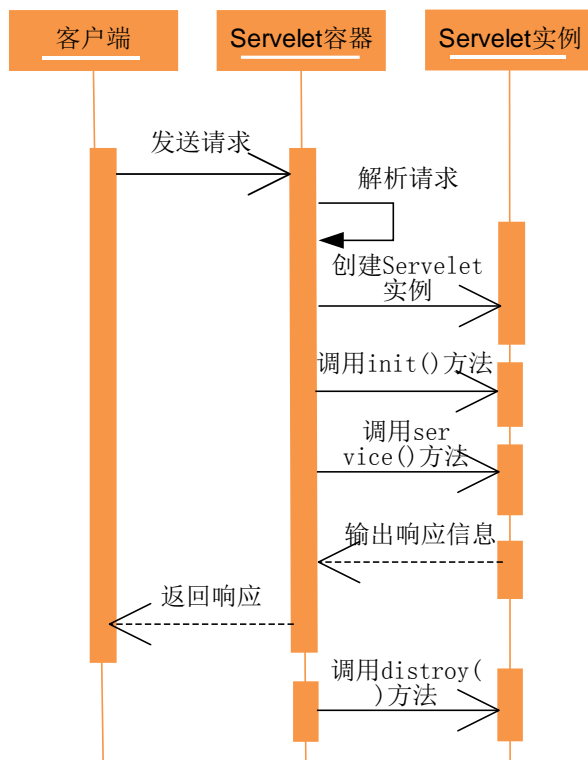 客户端
Servelet容器
Servelet实例
发送请求
解析请求
创建Servelet
实例
调用init()方法
调用ser
vice()方法
输出响应信息
返回响应
调用distroy(
)方法